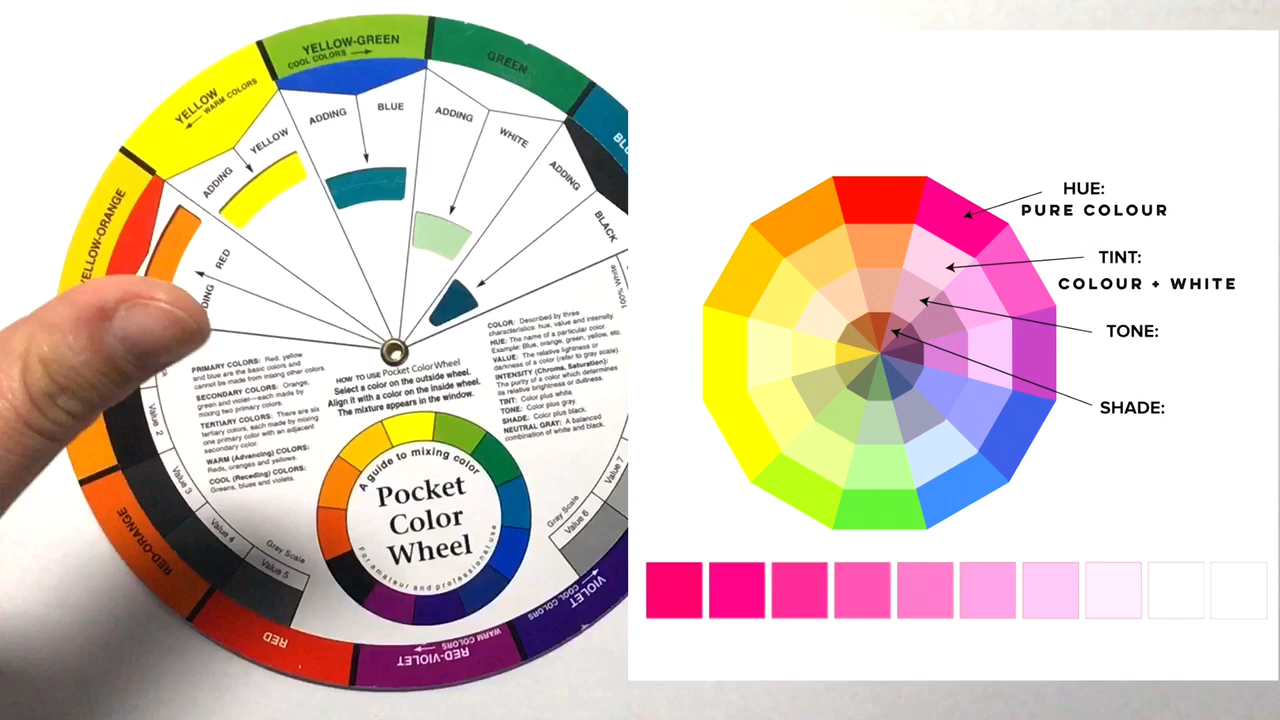 YELLOW-GREEN
COOL COLORS
GREEN
YELLOW
WARM COLORS
YELLOW-ORANGE
ADDING
YELLOW
ADDING
BLUE
ADDING
WHITE
ADDING
BLACK
RED
100% White
PRIMARY COLORS: Red, yellow
and blue are the basic colors and
cannot be made from mixing other colors.
SECONDARY COLORS: Orange,
green and violet—each made by
mixing two primary colors.
TERTIARY COLORS: There are six
tertiary colors, each made by mixing
one primary color with an adjacent
secondary color.
WARM (Advancing) COLORS:
Reds, oranges and yellows.
COOL (Receding) COLORS:
Greens, blues and violets.
HOW TO USE Pocket Color Wheel
Select a color on the outside wheel.
Align it with a color on the inside wheel.
The mixture appears in the window.
COLOR: Described by three
characteristics: hue, value and intensity.
HUE: The name of a particular color.
Example: Blue, orange, green, yellow, etc.
VALUE: The relative lightness or
darkness of a color (refer to gray scale).
INTENSITY (Chroma, Saturation):
The purity of a color which determines
its relative brightness or dullness.
TINT: Color plus white.
TONE: Color plus gray.
SHADE: Color plus black.
NEUTRAL GRAY: A balanced
combination of white and black.
A guide to mixing color
Pocket
Color
Wheel
For amateur and professional use
Value 2
Value 3
Value 4
Value 5
Gray Scale
Gray Scale
Value 6
Value 7
RED-ORANGE
RED
RED-VIOLET
WARM COLORS
VIOLET
COOL COLORS
HUE:
PURE COLOUR
TINT:
COLOUR + WHITE
TONE:
SHADE: